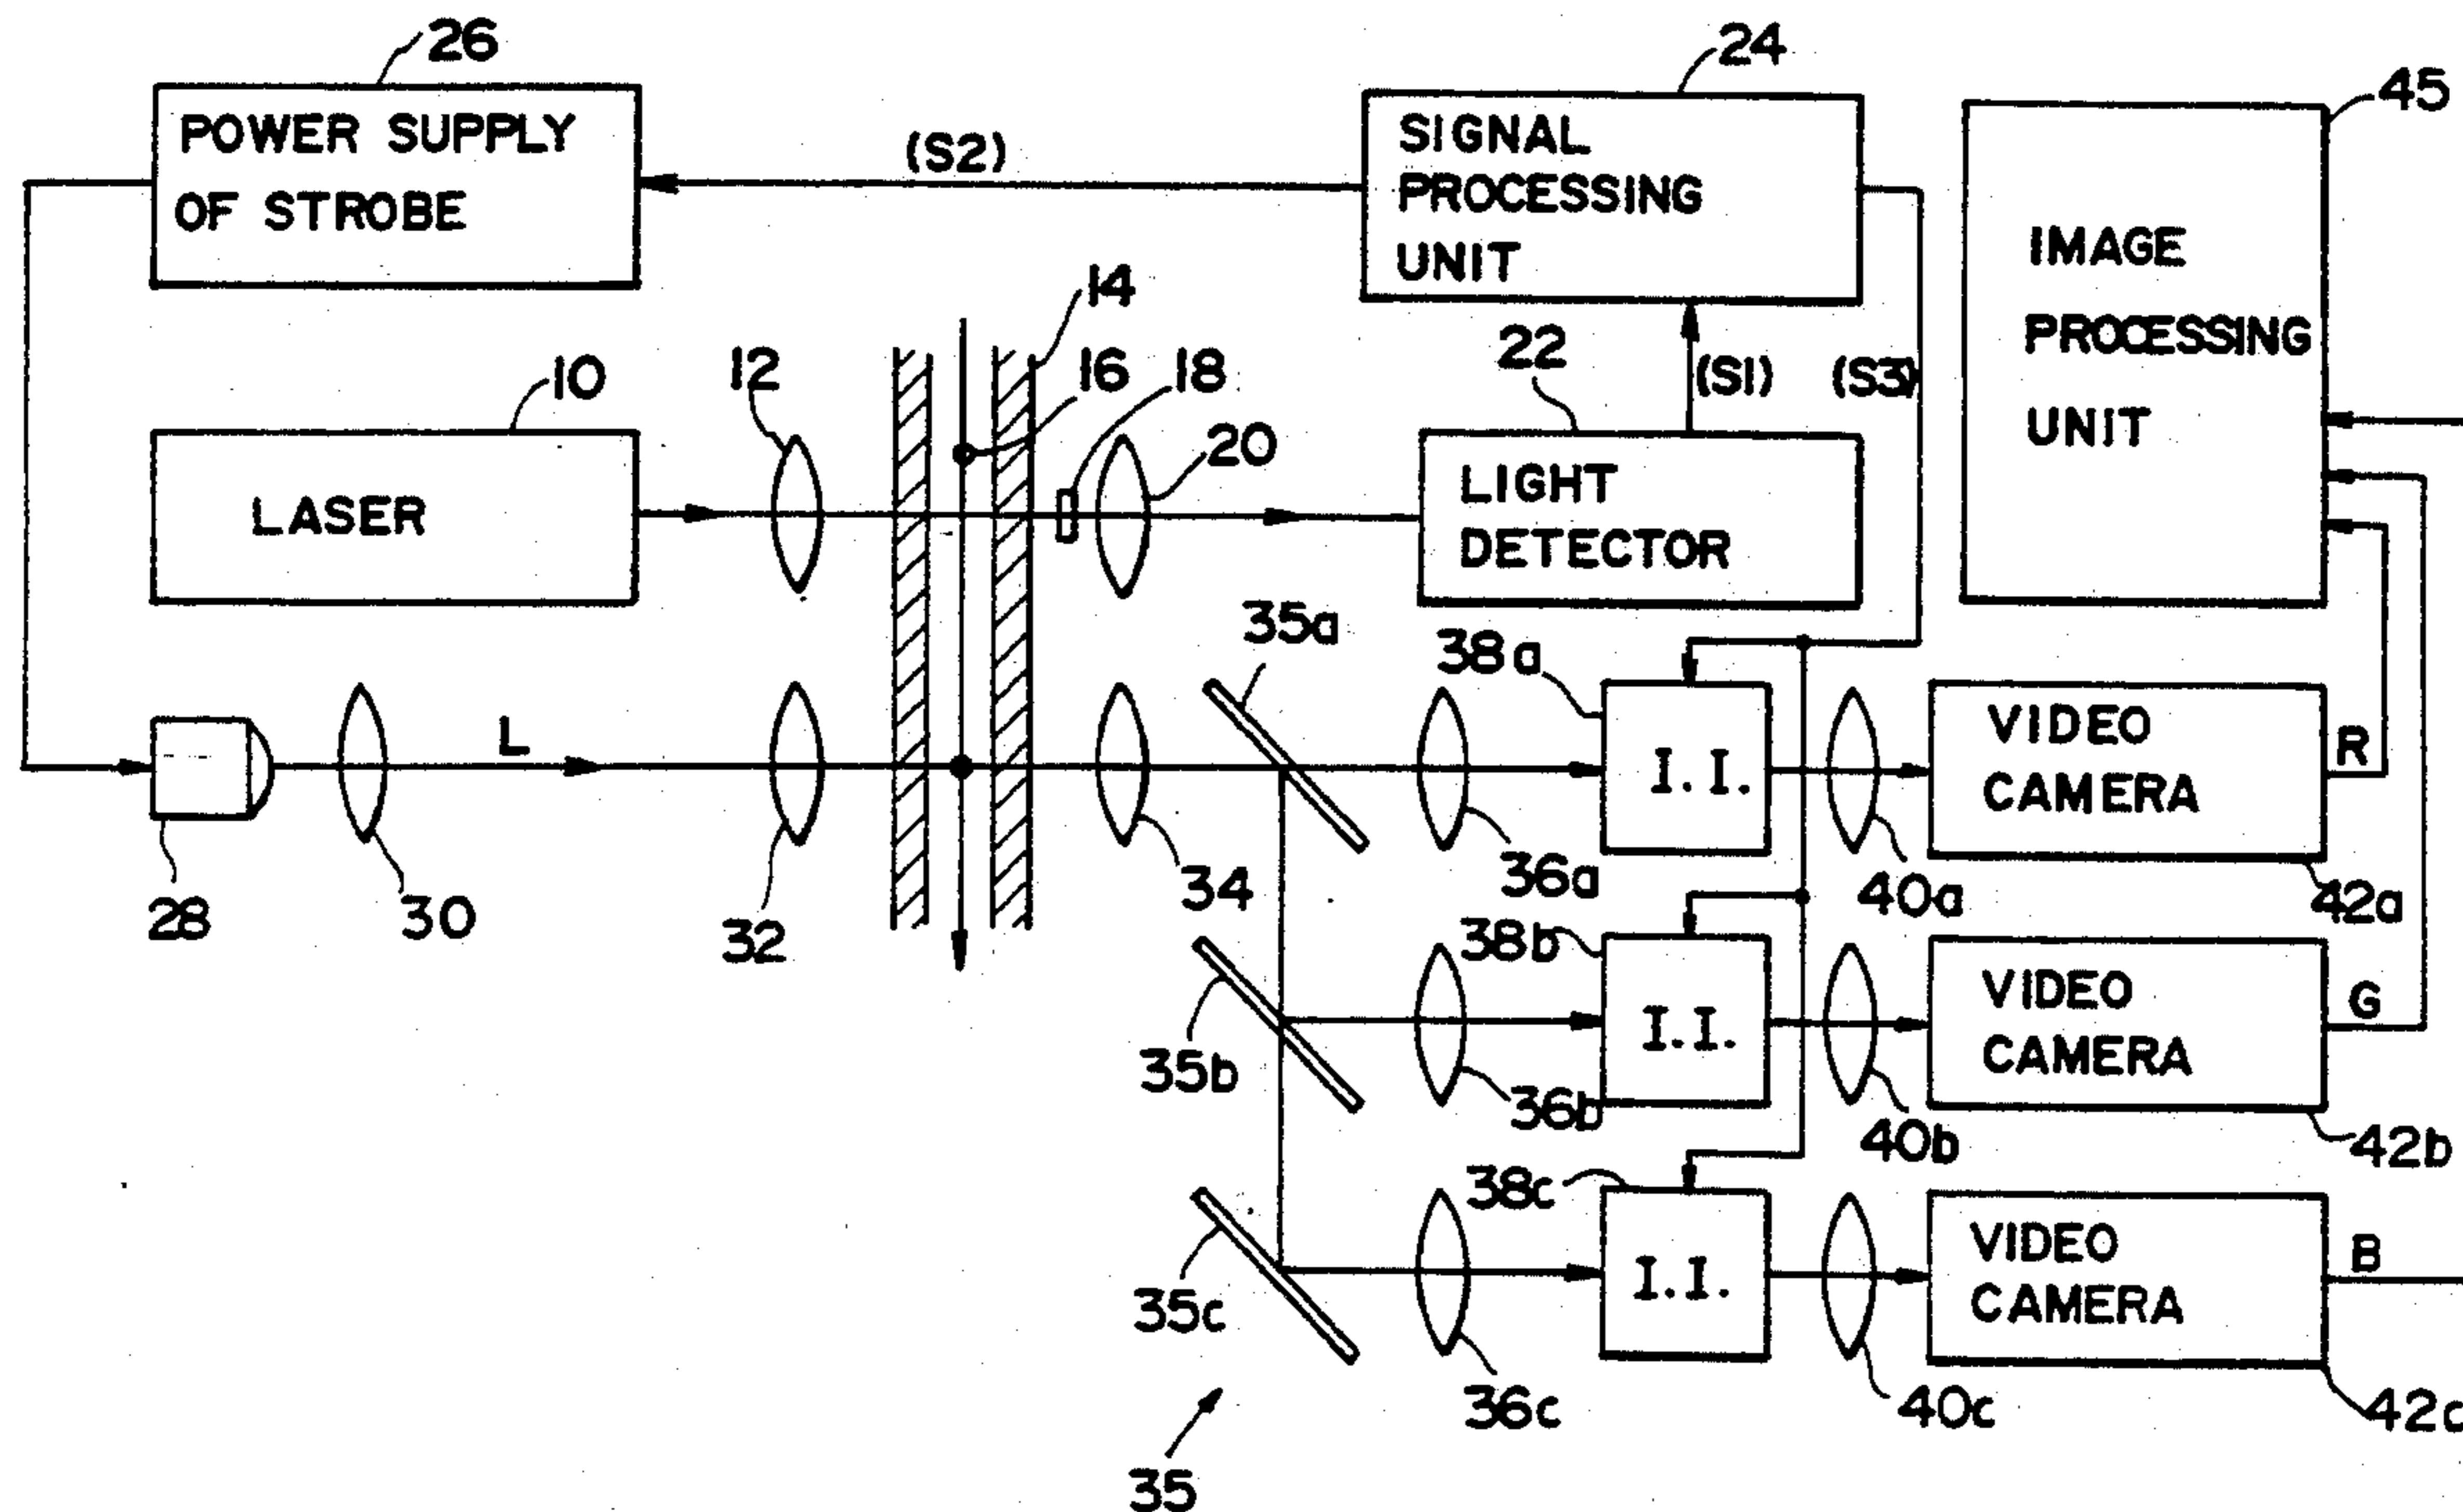 26
POWER SUPPLY
OF STROBE
(S2)
24
SIGNAL
PROCESSING
UNIT
45
IMAGE
PROCESSING
UNIT
14
16
18
12
10
LASER
20
22
(S1)
(S3)
LIGHT
DETECTOR
35a
38a
I.I.
VIDEO
CAMERA
R
L
28
30
32
34
36a
40a
42a
38b
I.I.
VIDEO
CAMERA
G
35b
36b
40b
42b
38c
I.I.
VIDEO
CAMERA
B
35c
36c
40c
42c
35